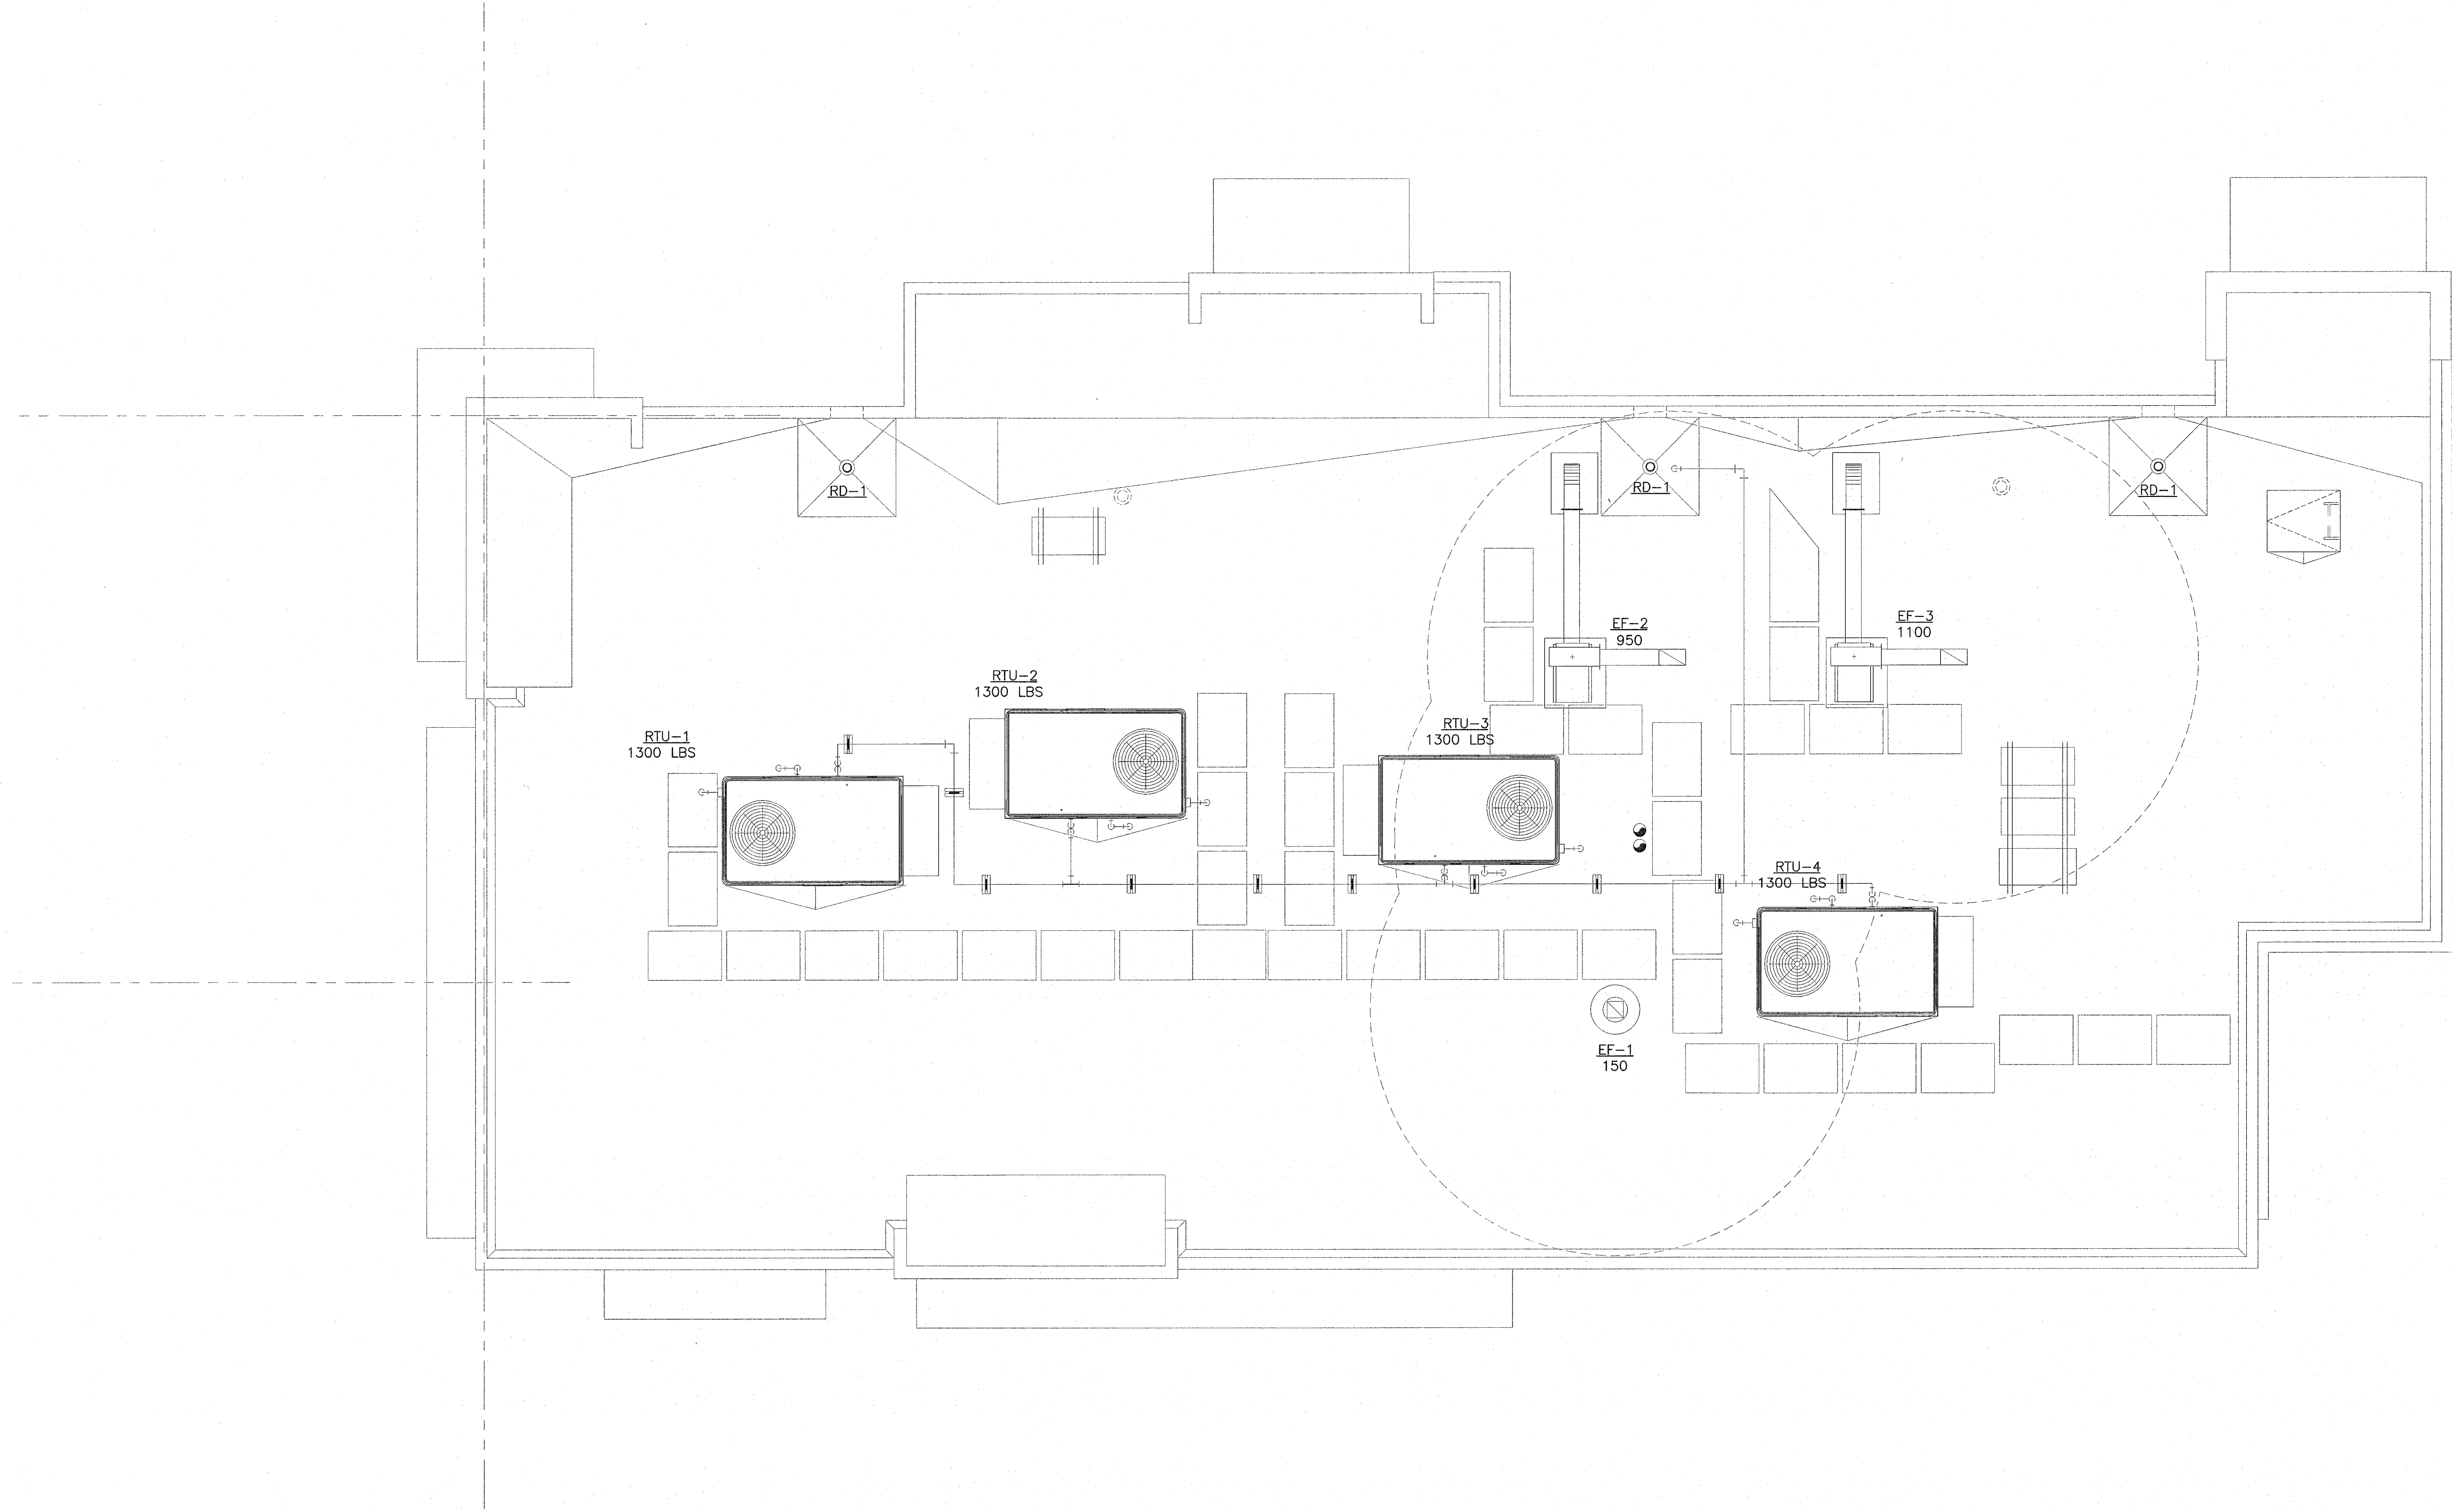 RD-1
RD-1
RD-1
EF-2
950
EF-3
1100
RTU-2
1300 LBS
RTU-1
1300 LBS
RTU-3
1300 LBS
RTU-4
1300 LBS
EF-1
150